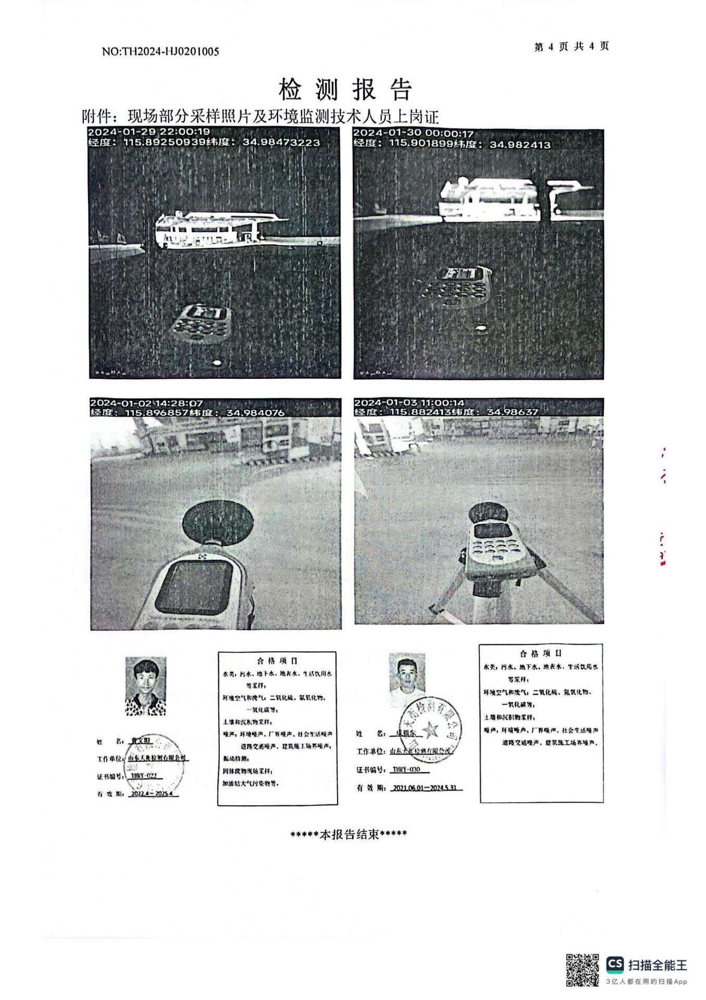 NO:TH2024-HJ0201005
第 4 页 共 4 页
检 测 报 告
附件：现场部分采样照片及环境监测技术人员上岗证
2024-01-29 22:00:19
经度：115.89250939纬度：34.98473223
2024-01-30 00:00:17
经度：115.901899纬度：34.982413
2024-01-02 14:28:07
经度：115.896857纬度：34.984076
2024-01-03 11:00:14
经度：115.882413纬度：34.98637
姓 名：
工作单位：山东天衡检测有限公司
证书编号：THRY-022
有 效 期：2022.4－2025.4
合 格 项 目
水类：污水、地下水、地表水、生活饮用水
等采样；
环境空气和废气：二氧化硫、氮氧化物、
一氧化碳等；
土壤和沉积物采样；
噪声：环境噪声、厂界噪声、社会生活噪声
道路交通噪声、建筑施工场界噪声；
振动检测；
固体废物现场采样；
加油站大气污染物等。
姓 名：
工作单位：山东天衡检测有限公司
证书编号：THRY-030
有 效 期：2021.06.01－2024.5.31
天衡检测有限公司
合 格 项 目
水类：污水、地下水、地表水、生活饮用水
等采样；
环境空气和废气：二氧化硫、氮氧化物、
一氧化碳等；
土壤和沉积物采样；
噪声：环境噪声、厂界噪声、社会生活噪声
道路交通噪声、建筑施工场界噪声。
*****本报告结束*****
CS 扫描全能王
3亿人都在用的扫描App